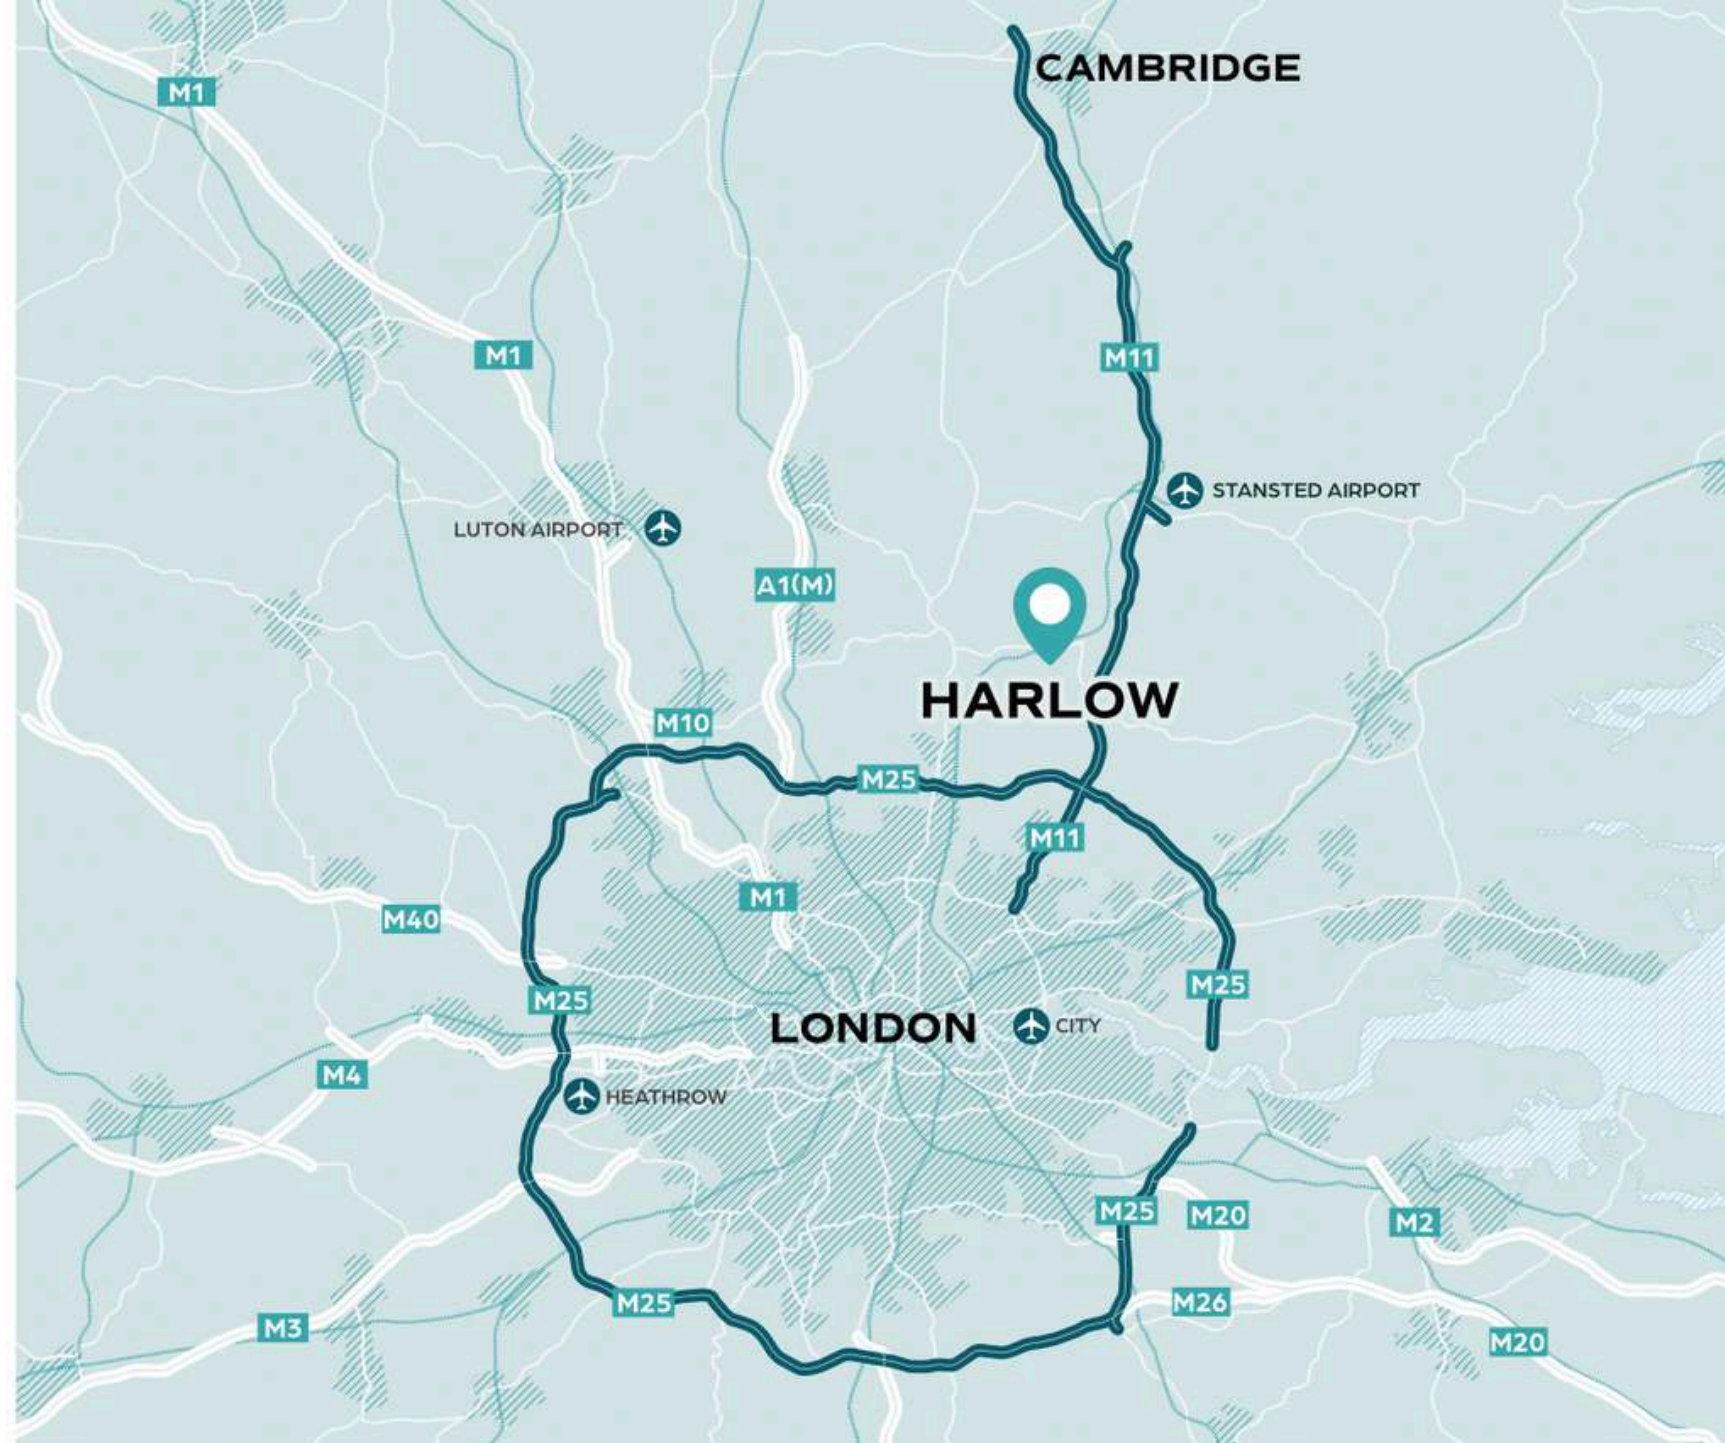 CAMBRIDGE
M1
M1
M11
STANSTED AIRPORT
LUTON AIRPORT
A1(M)
HARLOW
M10
M25
M11
M1
M40
M25
M25
LONDON
CITY
M4
HEATHROW
M25
M20
M2
M25
M26
M3
M20